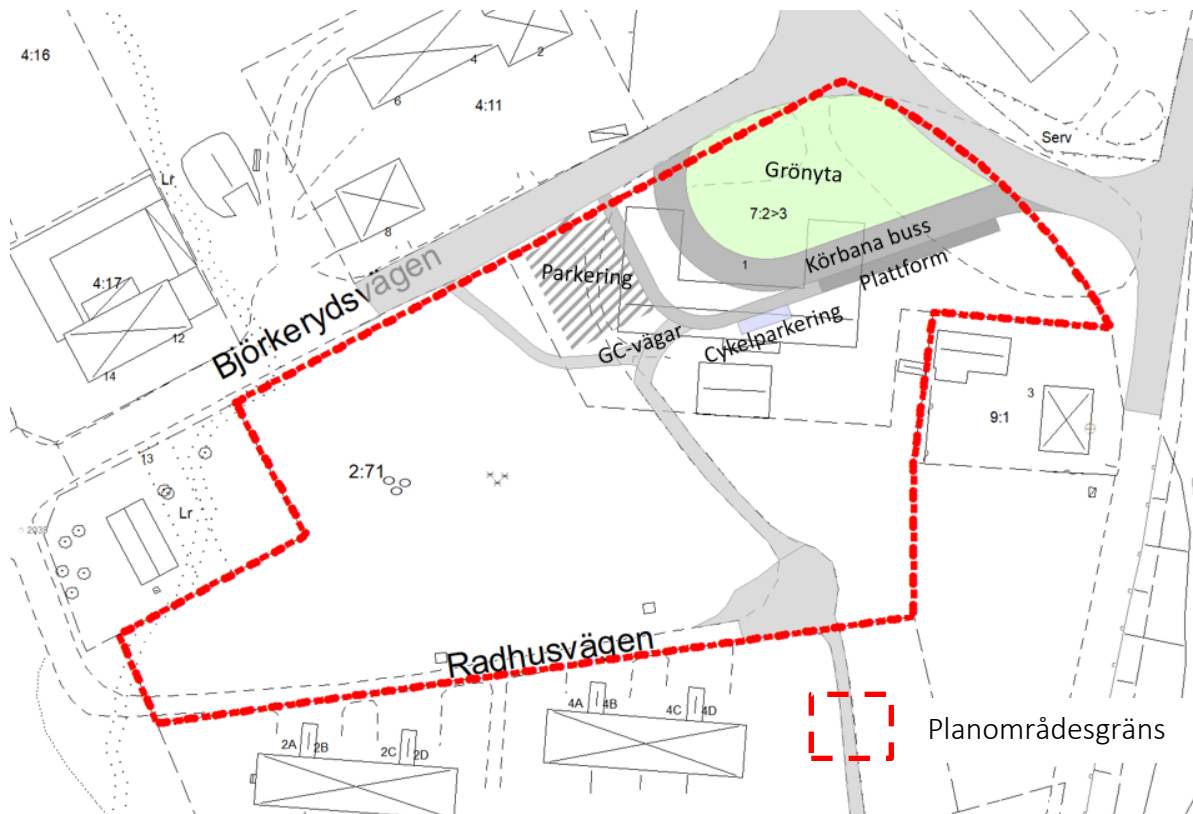 4:16
4
2
6
4:11
Serv
Lr
Grönyta
7:2>3
8
Körbana buss
1
Plattform
Parkering
4:17
Björkerydsvägen
Cykelparkering
GC-vägar
12
14
3
9:1
13
2:71
Lr
Radhusvägen
4A
4B
4C
4D
2A
2B
2C
2D
Planområdesgräns